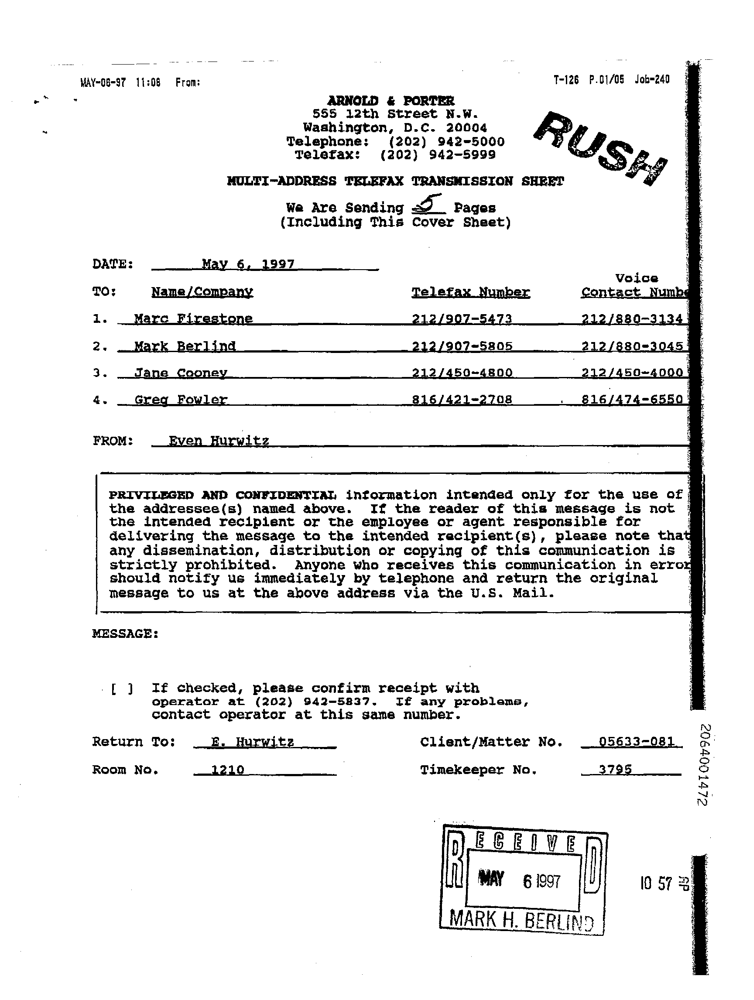 MAY-06-97 11:08 From: T-126 P.01/05 Job-240
ARNOLD & PORTER
555 12th Street N.W.
Washington, D.C. 20004
Telephone: (202) 942-5000
Telefax: (202) 942-5999
RUSH
MULTI-ADDRESS TELEFAX TRANSMISSION SHEET
We Are Sending 5 Pages
(Including This Cover Sheet)
DATE: May 6, 1997
Voice
TO: Name/Company Telefax Number Contact Numbe
1. Marc Firestone 212/907-5473 212/880-3134
2. Mark Berlind 212/907-5805 212/880-3045
3. Jane Cooney 212/450-4800 212/450-4000
4. Greg Fowler 816/421-2708 816/474-6550
FROM: Even Hurwitz
PRIVILEGED AND CONFIDENTIAL information intended only for the use of
the addressee(s) named above. If the reader of this message is not
the intended recipient or the employee or agent responsible for
delivering the message to the intended recipient(s), please note that
any dissemination, distribution or copying of this communication is
strictly prohibited. Anyone who receives this communication in error
should notify us immediately by telephone and return the original
message to us at the above address via the U.S. Mail.
MESSAGE:
[ ] If checked, please confirm receipt with
operator at (202) 942-5837. If any problems,
contact operator at this same number.
Return To: E. Hurwitz Client/Matter No. 05633-081
Room No. 1210 Timekeeper No. 3795
2064001472
RECEIVED
MAY 6 1997
MARK H. BERLIND
10 57